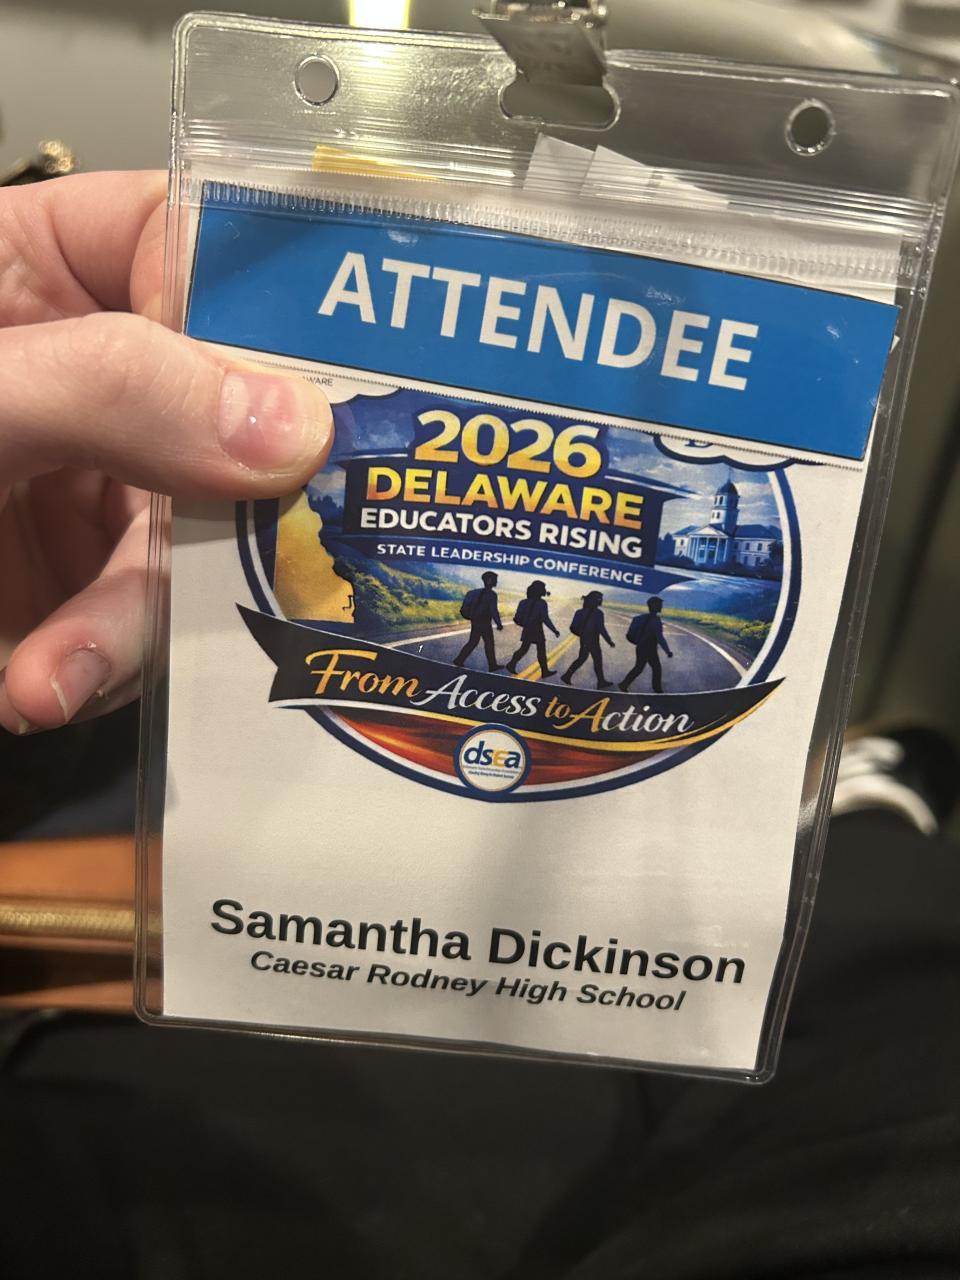 ATTENDEE
2026
DELAWARE
EDUCATORS RISING
STATE LEADERSHIP CONFERENCE
From Access to Action
dsea
Samantha Dickinson
Caesar Rodney High School